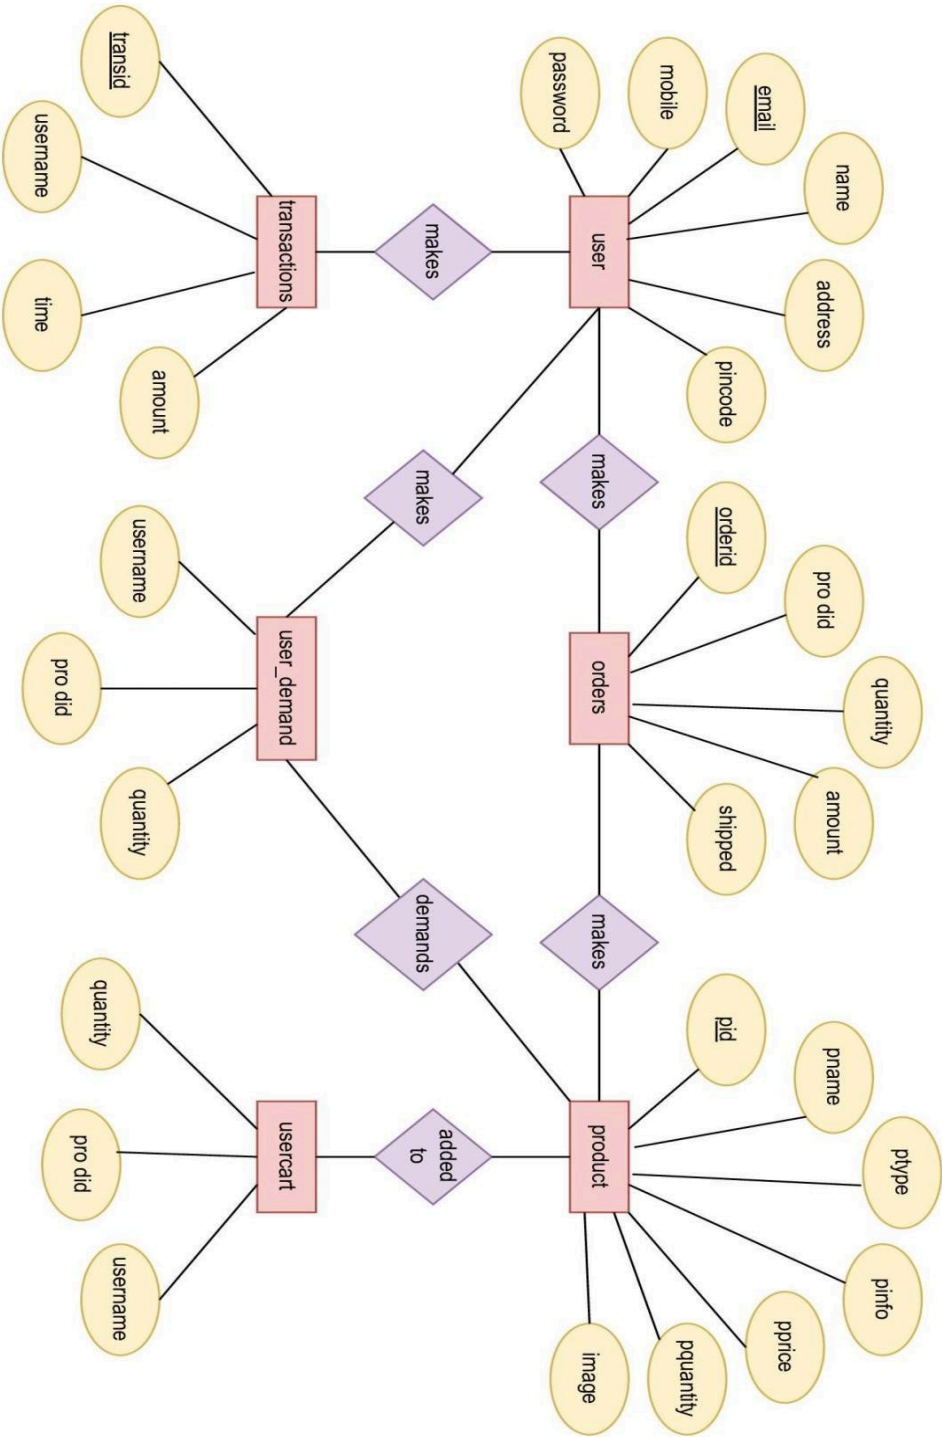 name
email
address
mobile
pincode
password
user
makes
transactions
transid
username
time
amount
makes
makes
orderid
pro did
quantity
amount
shipped
orders
user_demand
username
pro did
quantity
makes
demands
pid
pname
ptype
pinfo
pprice
pquantity
image
product
added
to
usercart
quantity
pro did
username